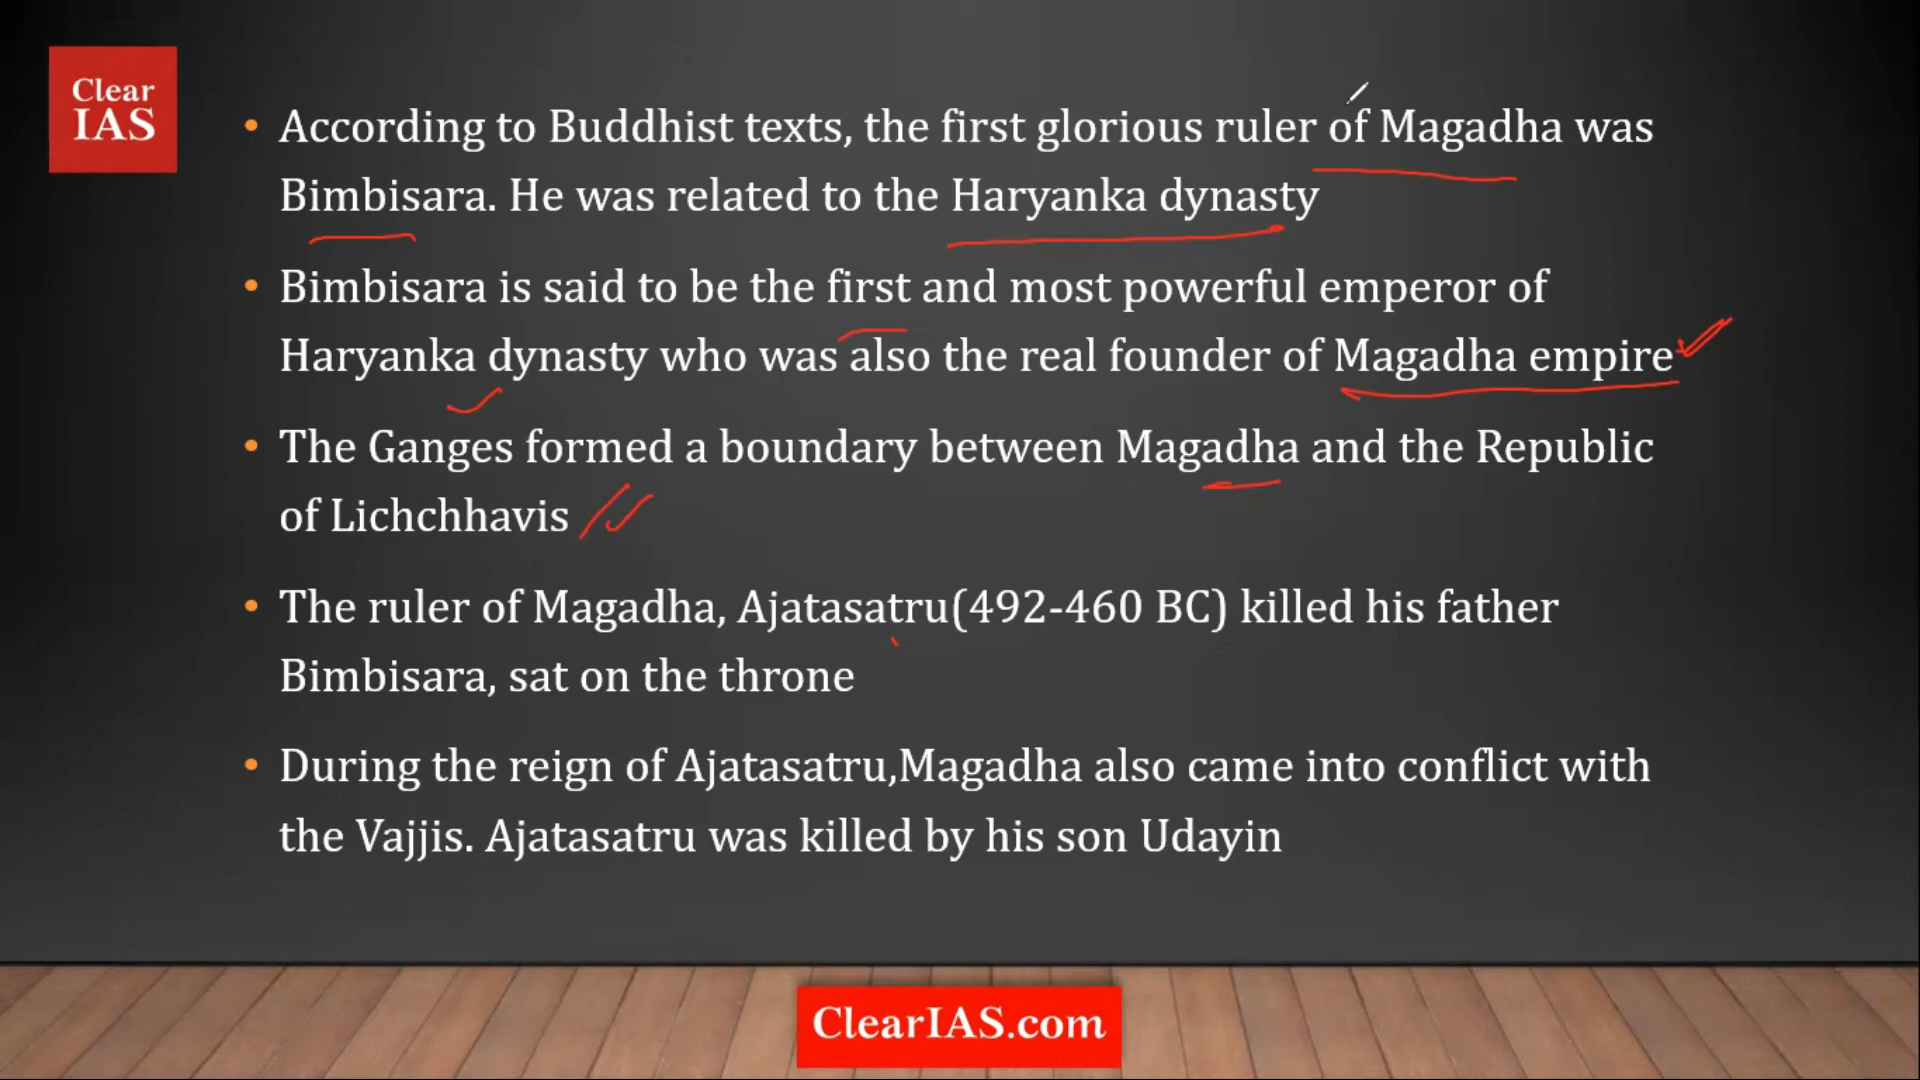 Clear
IAS
• According to Buddhist texts, the first glorious ruler of Magadha was
Bimbisara. He was related to the Haryanka dynasty
• Bimbisara is said to be the first and most powerful emperor of
Haryanka dynasty who was also the real founder of Magadha empire
• The Ganges formed a boundary between Magadha and the Republic
of Lichchhavis
• The ruler of Magadha, Ajatasatru(492-460 BC) killed his father
Bimbisara, sat on the throne
• During the reign of Ajatasatru,Magadha also came into conflict with
the Vajjis. Ajatasatru was killed by his son Udayin
ClearIAS.com